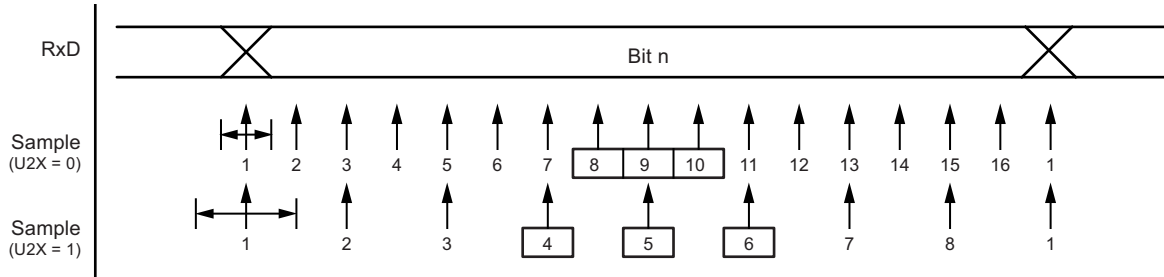 RxD Bit n
Sample
(U2X = 0)
1 2 3 4 5 6 7 8 9 10 11 12 13 14 15 16 1
Sample
(U2X = 1)
1 2 3 4 5 6 7 8 1